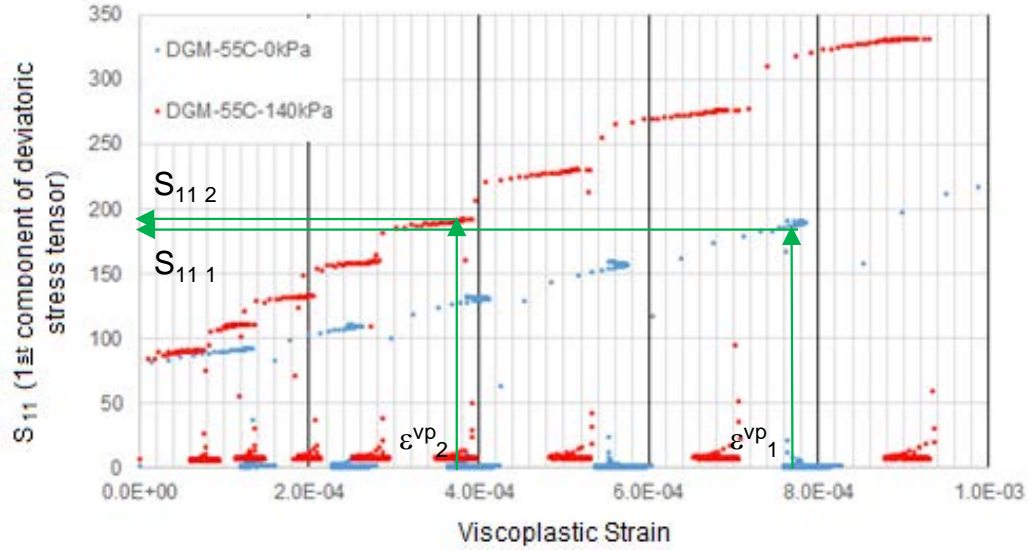 350
300
250
200
150
100
50
0
DGM-55C-0kPa
DGM-55C-140kPa
S11 2
S11 1
εvp2
εvp1
S11 (1st component of deviatoric
stress tensor)
0.0E+00 2.0E-04 4.0E-04 6.0E-04 8.0E-04 1.0E-03
Viscoplastic Strain